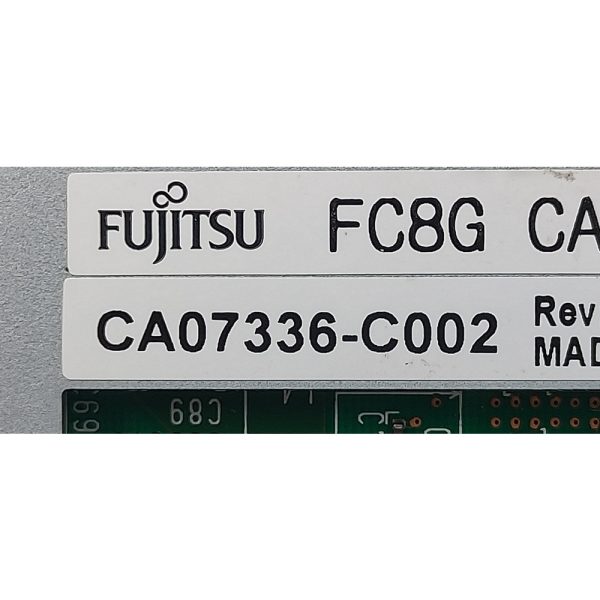 FUJITSU FC8G CA
CA07336-C002 Rev
MAD
C89